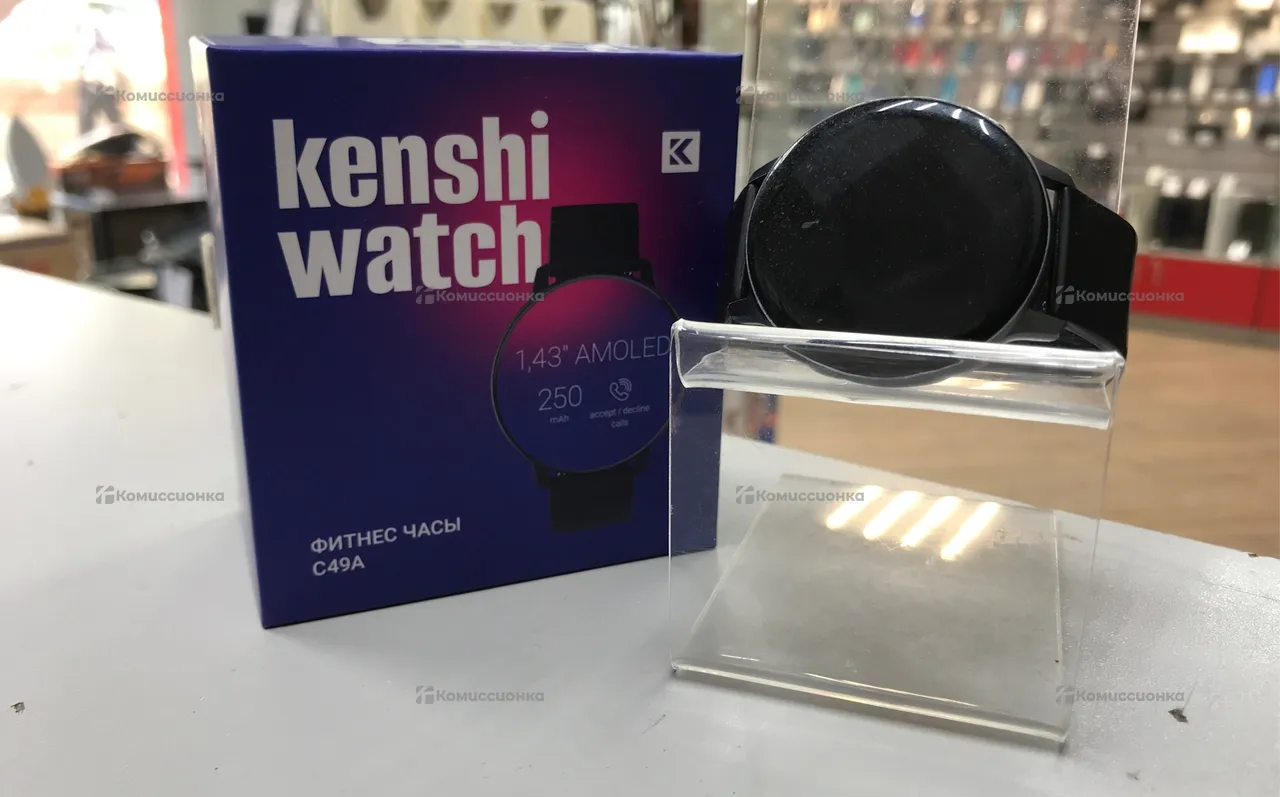 kenshi
watch
1,43" AMOLED
250
mAh
accept / decline
calls
ФИТНЕС ЧАСЫ
C49A
Комиссионка
Комиссионка
Комиссионка
Комиссионка
Комиссионка
Комиссионка
Комиссионка
Комиссионка